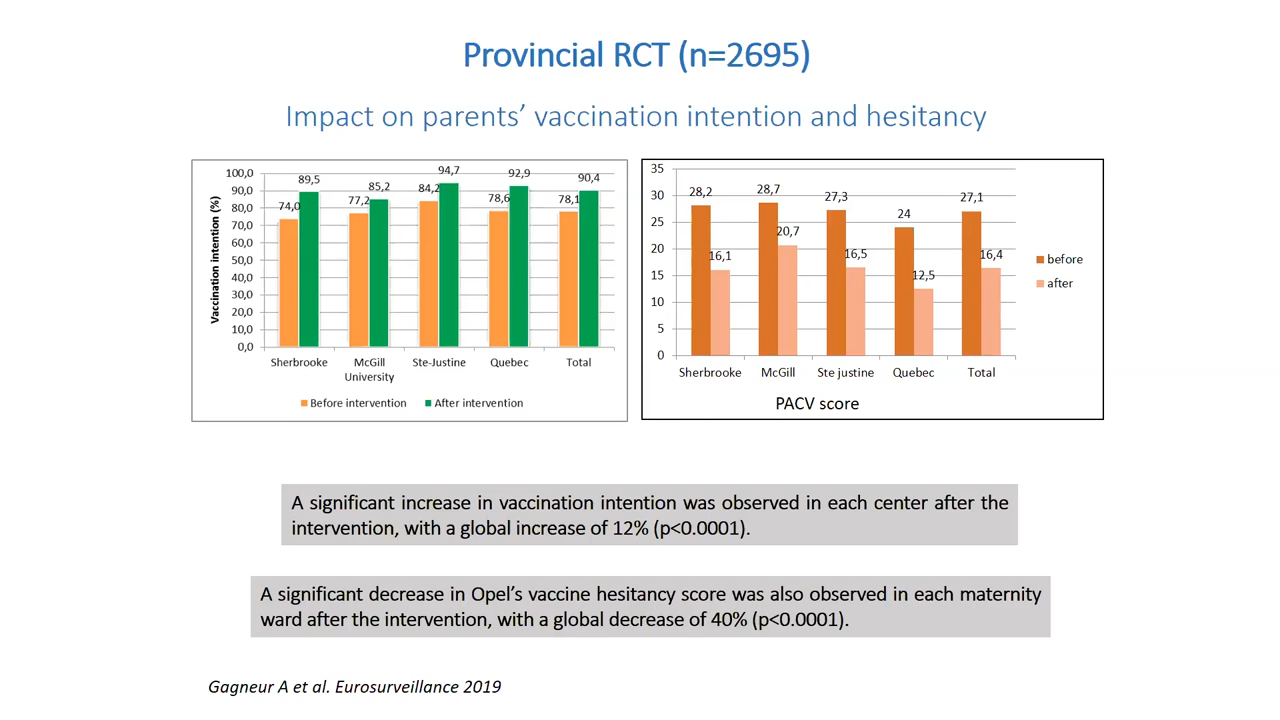 Provincial RCT (n=2695)
Impact on parents’ vaccination intention and hesitancy
Vaccination intention (%)
100,0
90,0
80,0
70,0
60,0
50,0
40,0
30,0
20,0
10,0
0,0
74,0
89,5
77,2
85,2
84,2
94,7
78,6
92,9
78,1
90,4
Sherbrooke
McGill University
Ste-Justine
Quebec
Total
Before intervention
After intervention
35
30
25
20
15
10
5
0
28,2
16,1
28,7
20,7
27,3
16,5
24
12,5
27,1
16,4
Sherbrooke
McGill
Ste justine
Quebec
Total
before
after
PACV score
A significant increase in vaccination intention was observed in each center after the
intervention, with a global increase of 12% (p<0.0001).
A significant decrease in Opel’s vaccine hesitancy score was also observed in each maternity
ward after the intervention, with a global decrease of 40% (p<0.0001).
Gagneur A et al. Eurosurveillance 2019